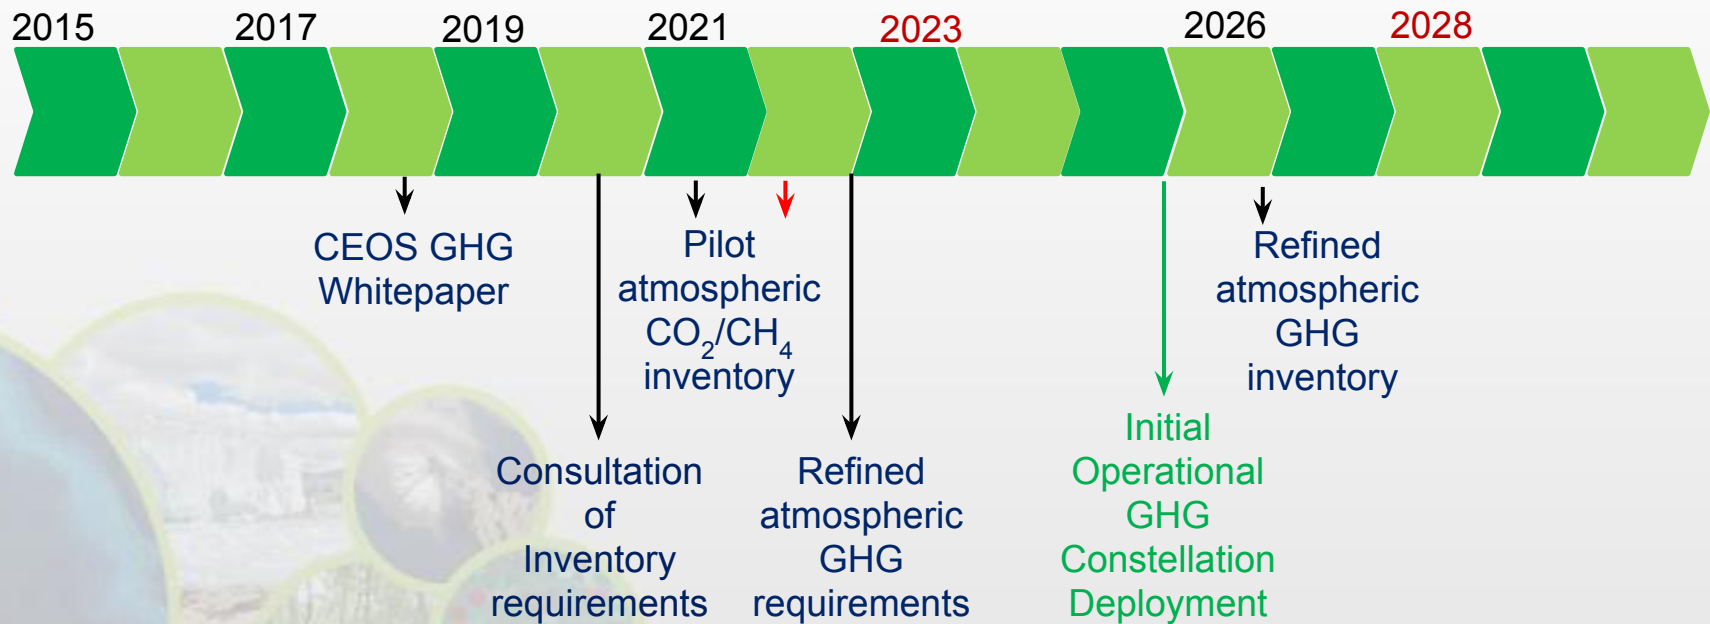 2015 2017 2019 2021 2023 2026 2028
CEOS GHG
Whitepaper
Consultation
of
Inventory
requirements
Pilot
atmospheric
CO₂/CH₄
inventory
Refined
atmospheric
GHG
requirements
Initial
Operational
GHG
Constellation
Deployment
Refined
atmospheric
GHG
inventory